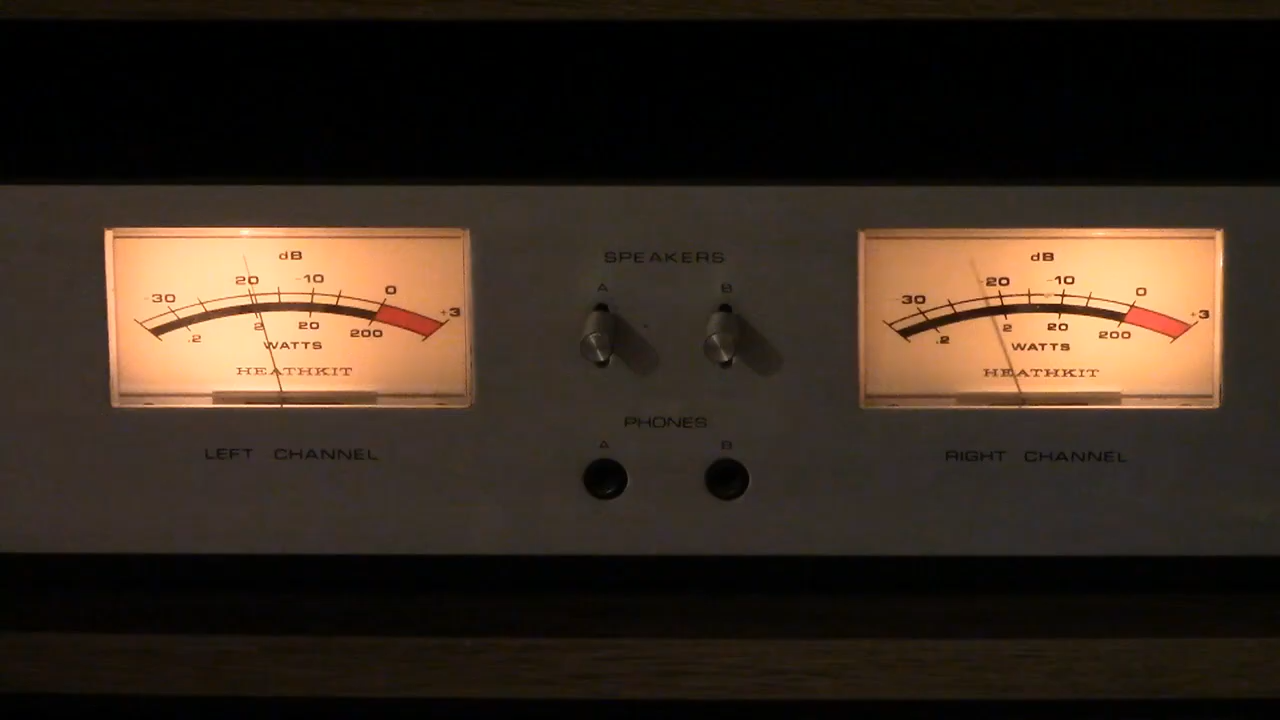 dB
-30 20 -10 0 +3
.2 2 20 200
WATTS
HEATHKIT
LEFT CHANNEL
SPEAKERS
A B
PHONES
A B
dB
-30 -20 -10 0 +3
.2 2 20 200
WATTS
HEATHKIT
RIGHT CHANNEL